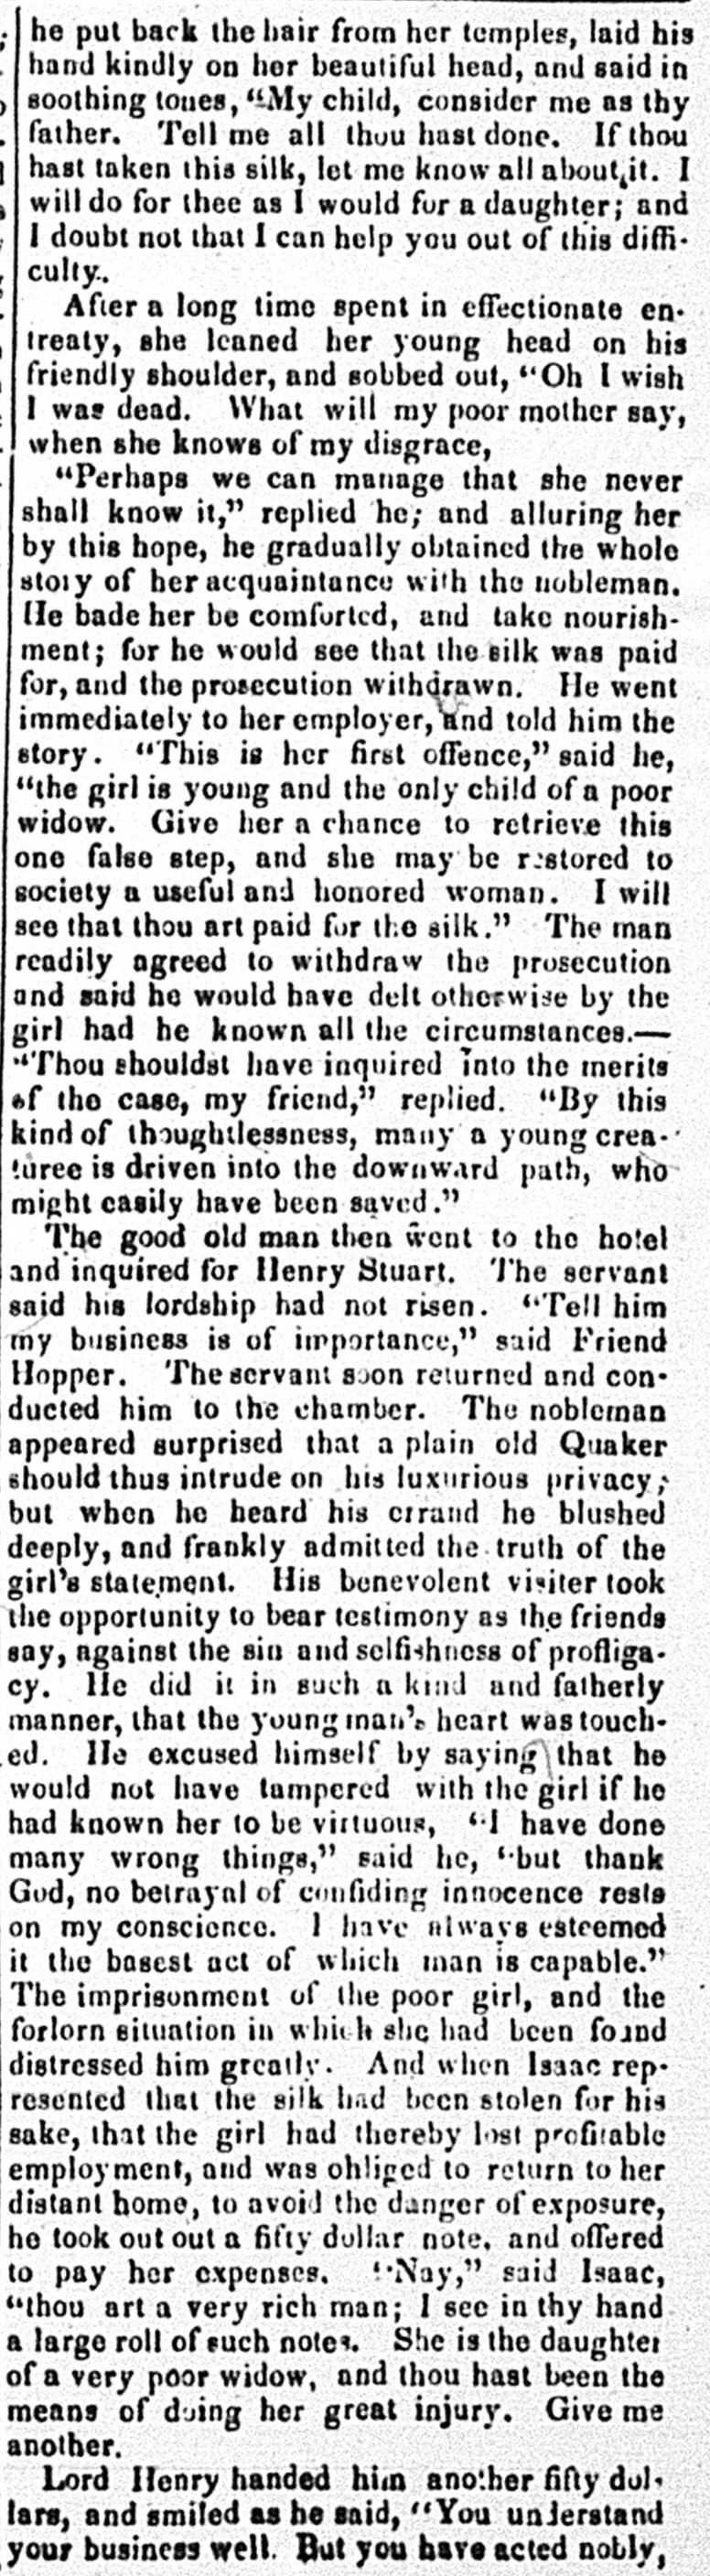 he put back the hair from her temples, laid his
hand kindly on her beautiful head, and said in
soothing tones, "My child, consider me as thy
father. Tell me all thou hast done. If thou
hast taken this silk, let me know all about it. I
will do for thee as I would for a daughter; and
I doubt not that I can help you out of this diffi-
culty.
After a long time spent in effectionate en-
treaty, she leaned her young head on his
friendly shoulder, and sobbed out, "Oh I wish
I was dead. What will my poor mother say,
when she knows of my disgrace,
"Perhaps we can manage that she never
shall know it," replied he; and alluring her
by this hope, he gradually obtained the whole
story of her acquaintance with the nobleman.
He bade her be comforted, and take nourish-
ment; for he would see that the silk was paid
for, and the prosecution withdrawn. He went
immediately to her employer, and told him the
story. "This is her first offence," said he,
"the girl is young and the only child of a poor
widow. Give her a chance to retrieve this
one false step, and she may be restored to
society a useful and honored woman. I will
see that thou art paid for the silk." The man
readily agreed to withdraw the prosecution
and said he would have delt otherwise by the
girl had he known all the circumstances.—
"Thou shouldst have inquired into the merits
of the case, my friend," replied. "By this
kind of thoughtlessness, many a young crea-
turee is driven into the downward path, who
might easily have been saved."
The good old man then went to the hotel
and inquired for Henry Stuart. The servant
said his lordship had not risen. "Tell him
my business is of importance," said Friend
Hopper. The servant soon returned and con-
ducted him to the chamber. The nobleman
appeared surprised that a plain old Quaker
should thus intrude on his luxurious privacy;
but when he heard his errand he blushed
deeply, and frankly admitted the truth of the
girl's statement. His benevolent visiter took
the opportunity to bear testimony as the friends
say, against the sin and selfishness of profliga-
cy. He did it in such a kind and fatherly
manner, that the young man's heart was touch-
ed. He excused himself by saying that he
would not have tampered with the girl if he
had known her to be virtuous, "I have done
many wrong things," said he, "but thank
God, no betrayal of confiding innocence rests
on my conscience. I have always esteemed
it the basest act of which man is capable."
The imprisonment of the poor girl, and the
forlorn situation in which she had been found
distressed him greatly. And when Isaac rep-
resented that the silk had been stolen for his
sake, that the girl had thereby lost profitable
employment, and was obliged to return to her
distant home, to avoid the danger of exposure,
he took out out a fifty dollar note, and offered
to pay her expenses. "Nay," said Isaac,
"thou art a very rich man; I see in thy hand
a large roll of such notes. She is the daughter
of a very poor widow, and thou hast been the
means of doing her great injury. Give me
another.
Lord Henry handed him another fifty dol-
lars, and smiled as he said, "You understand
your business well. But you have acted nobly,